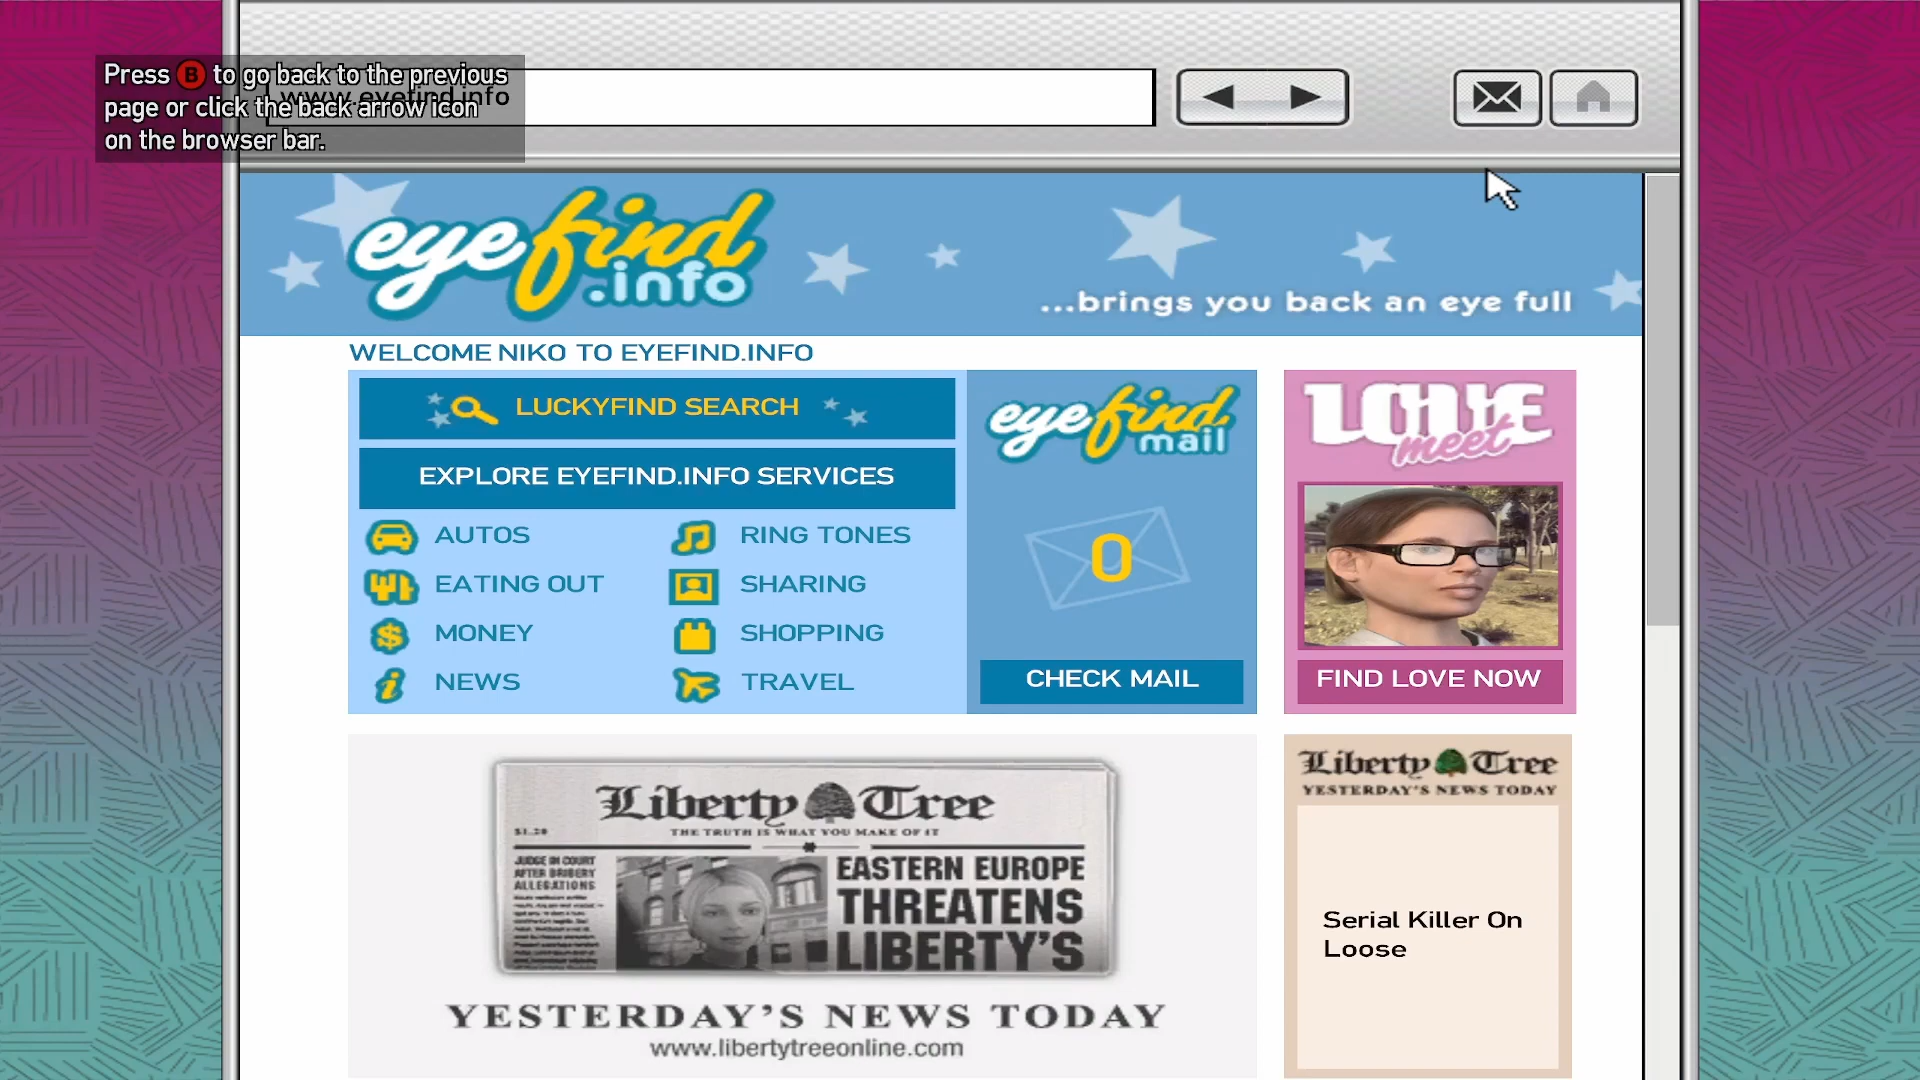 Press B to go back to the previous
page or click the back arrow icon
on the browser bar.
www.eyefind.info
eyefind
.info
...brings you back an eye full
WELCOME NIKO TO EYEFIND.INFO
LUCKYFIND SEARCH
EXPLORE EYEFIND.INFO SERVICES
AUTOS
RING TONES
EATING OUT
SHARING
MONEY
SHOPPING
NEWS
TRAVEL
eyefind
mail
0
CHECK MAIL
LOVE
meet
FIND LOVE NOW
Liberty Tree
$1.20
THE TRUTH IS WHAT YOU MAKE OF IT
JUDGE IN COURT
AFTER BRIBERY
ALLEGATIONS
EASTERN EUROPE
THREATENS
LIBERTY'S
YESTERDAY'S NEWS TODAY
www.libertytreeonline.com
Liberty Tree
YESTERDAY'S NEWS TODAY
Serial Killer On
Loose